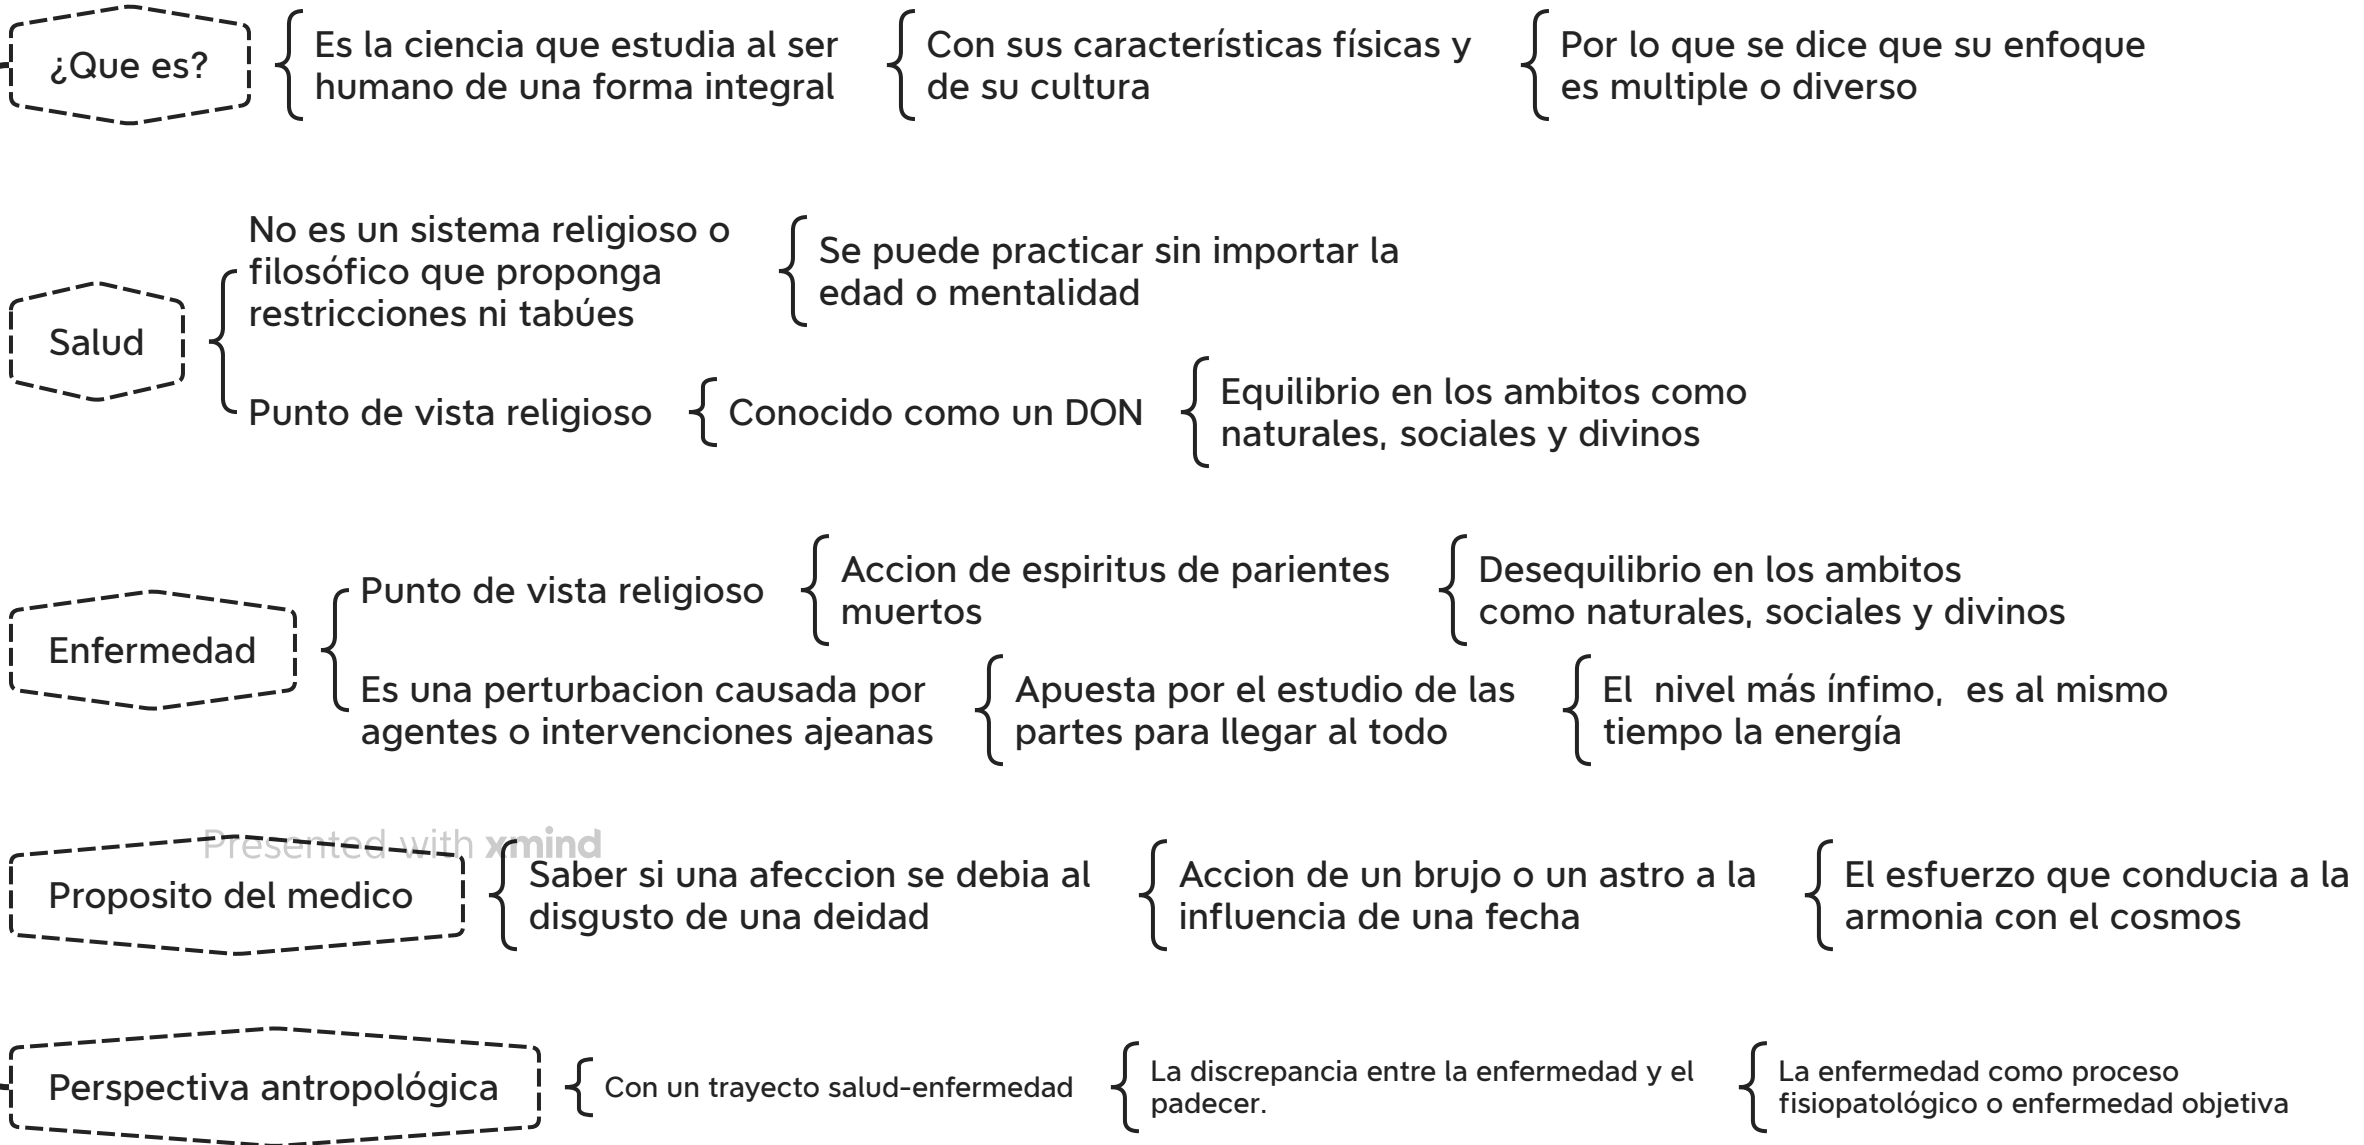 ¿Que es?
Es la ciencia que estudia al ser
humano de una forma integral
Con sus características físicas y
de su cultura
Por lo que se dice que su enfoque
es multiple o diverso
Salud
No es un sistema religioso o
filosófico que proponga
restricciones ni tabúes
Se puede practicar sin importar la
edad o mentalidad
Punto de vista religioso
Conocido como un DON
Equilibrio en los ambitos como
naturales, sociales y divinos
Enfermedad
Punto de vista religioso
Accion de espiritus de parientes
muertos
Desequilibrio en los ambitos
como naturales, sociales y divinos
Es una perturbacion causada por
agentes o intervenciones ajeanas
Apuesta por el estudio de las
partes para llegar al todo
El  nivel más ínfimo,  es al mismo
tiempo la energía
Presented with xmind
Proposito del medico
Saber si una afeccion se debia al
disgusto de una deidad
Accion de un brujo o un astro a la
influencia de una fecha
El esfuerzo que conducia a la
armonia con el cosmos
Perspectiva antropológica
Con un trayecto salud-enfermedad
La discrepancia entre la enfermedad y el
padecer.
La enfermedad como proceso
fisiopatológico o enfermedad objetiva